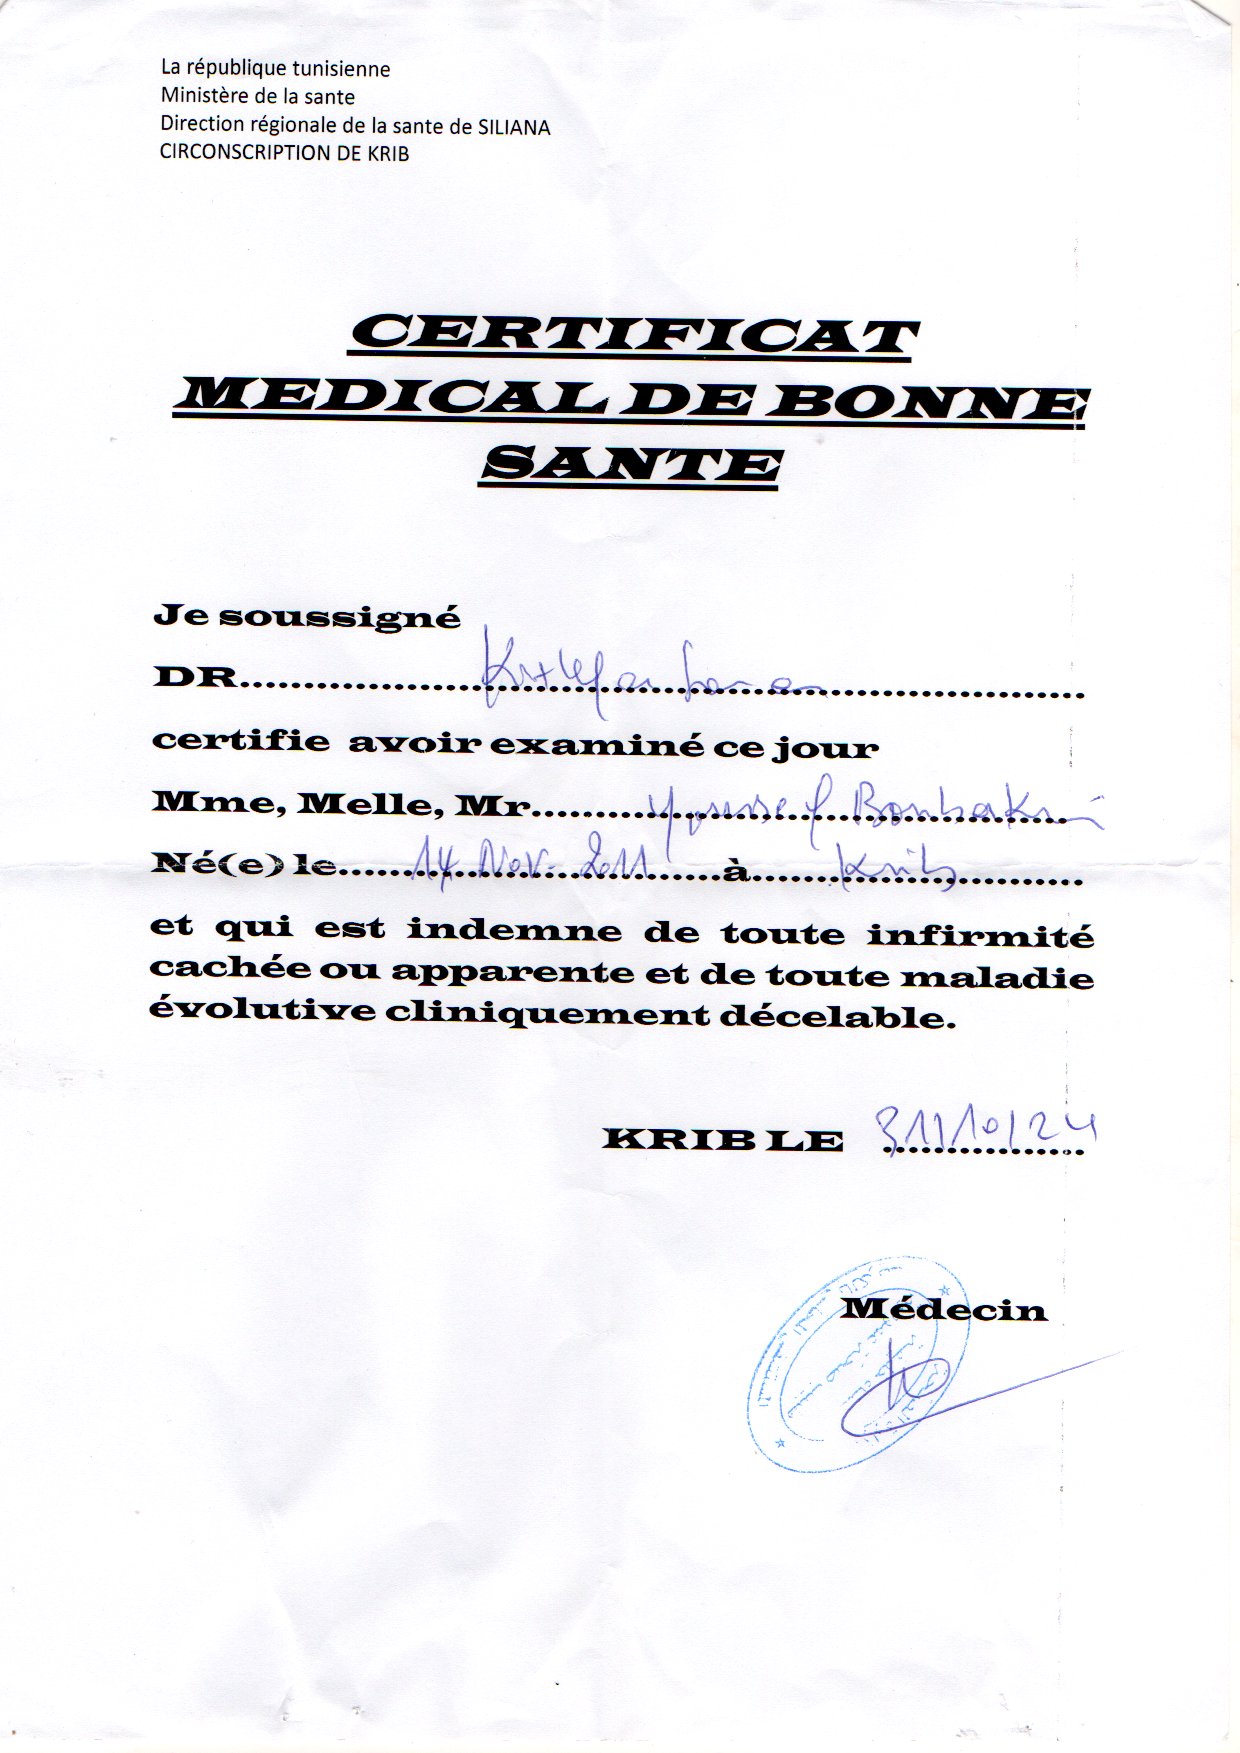 La république tunisienne
Ministère de la sante
Direction régionale de la sante de SILIANA
CIRCONSCRIPTION DE KRIB
CERTIFICAT
MEDICAL DE BONNE
SANTE
Je soussigné
DR
certifie avoir examiné ce jour
Mme, Melle, Mr Youssef Bouhakmi
Né(e) le 14 Nov. 2011 à Krib
et qui est indemne de toute infirmité
cachée ou apparente et de toute maladie
évolutive cliniquement décelable.
KRIB LE 31/10/24
Médecin